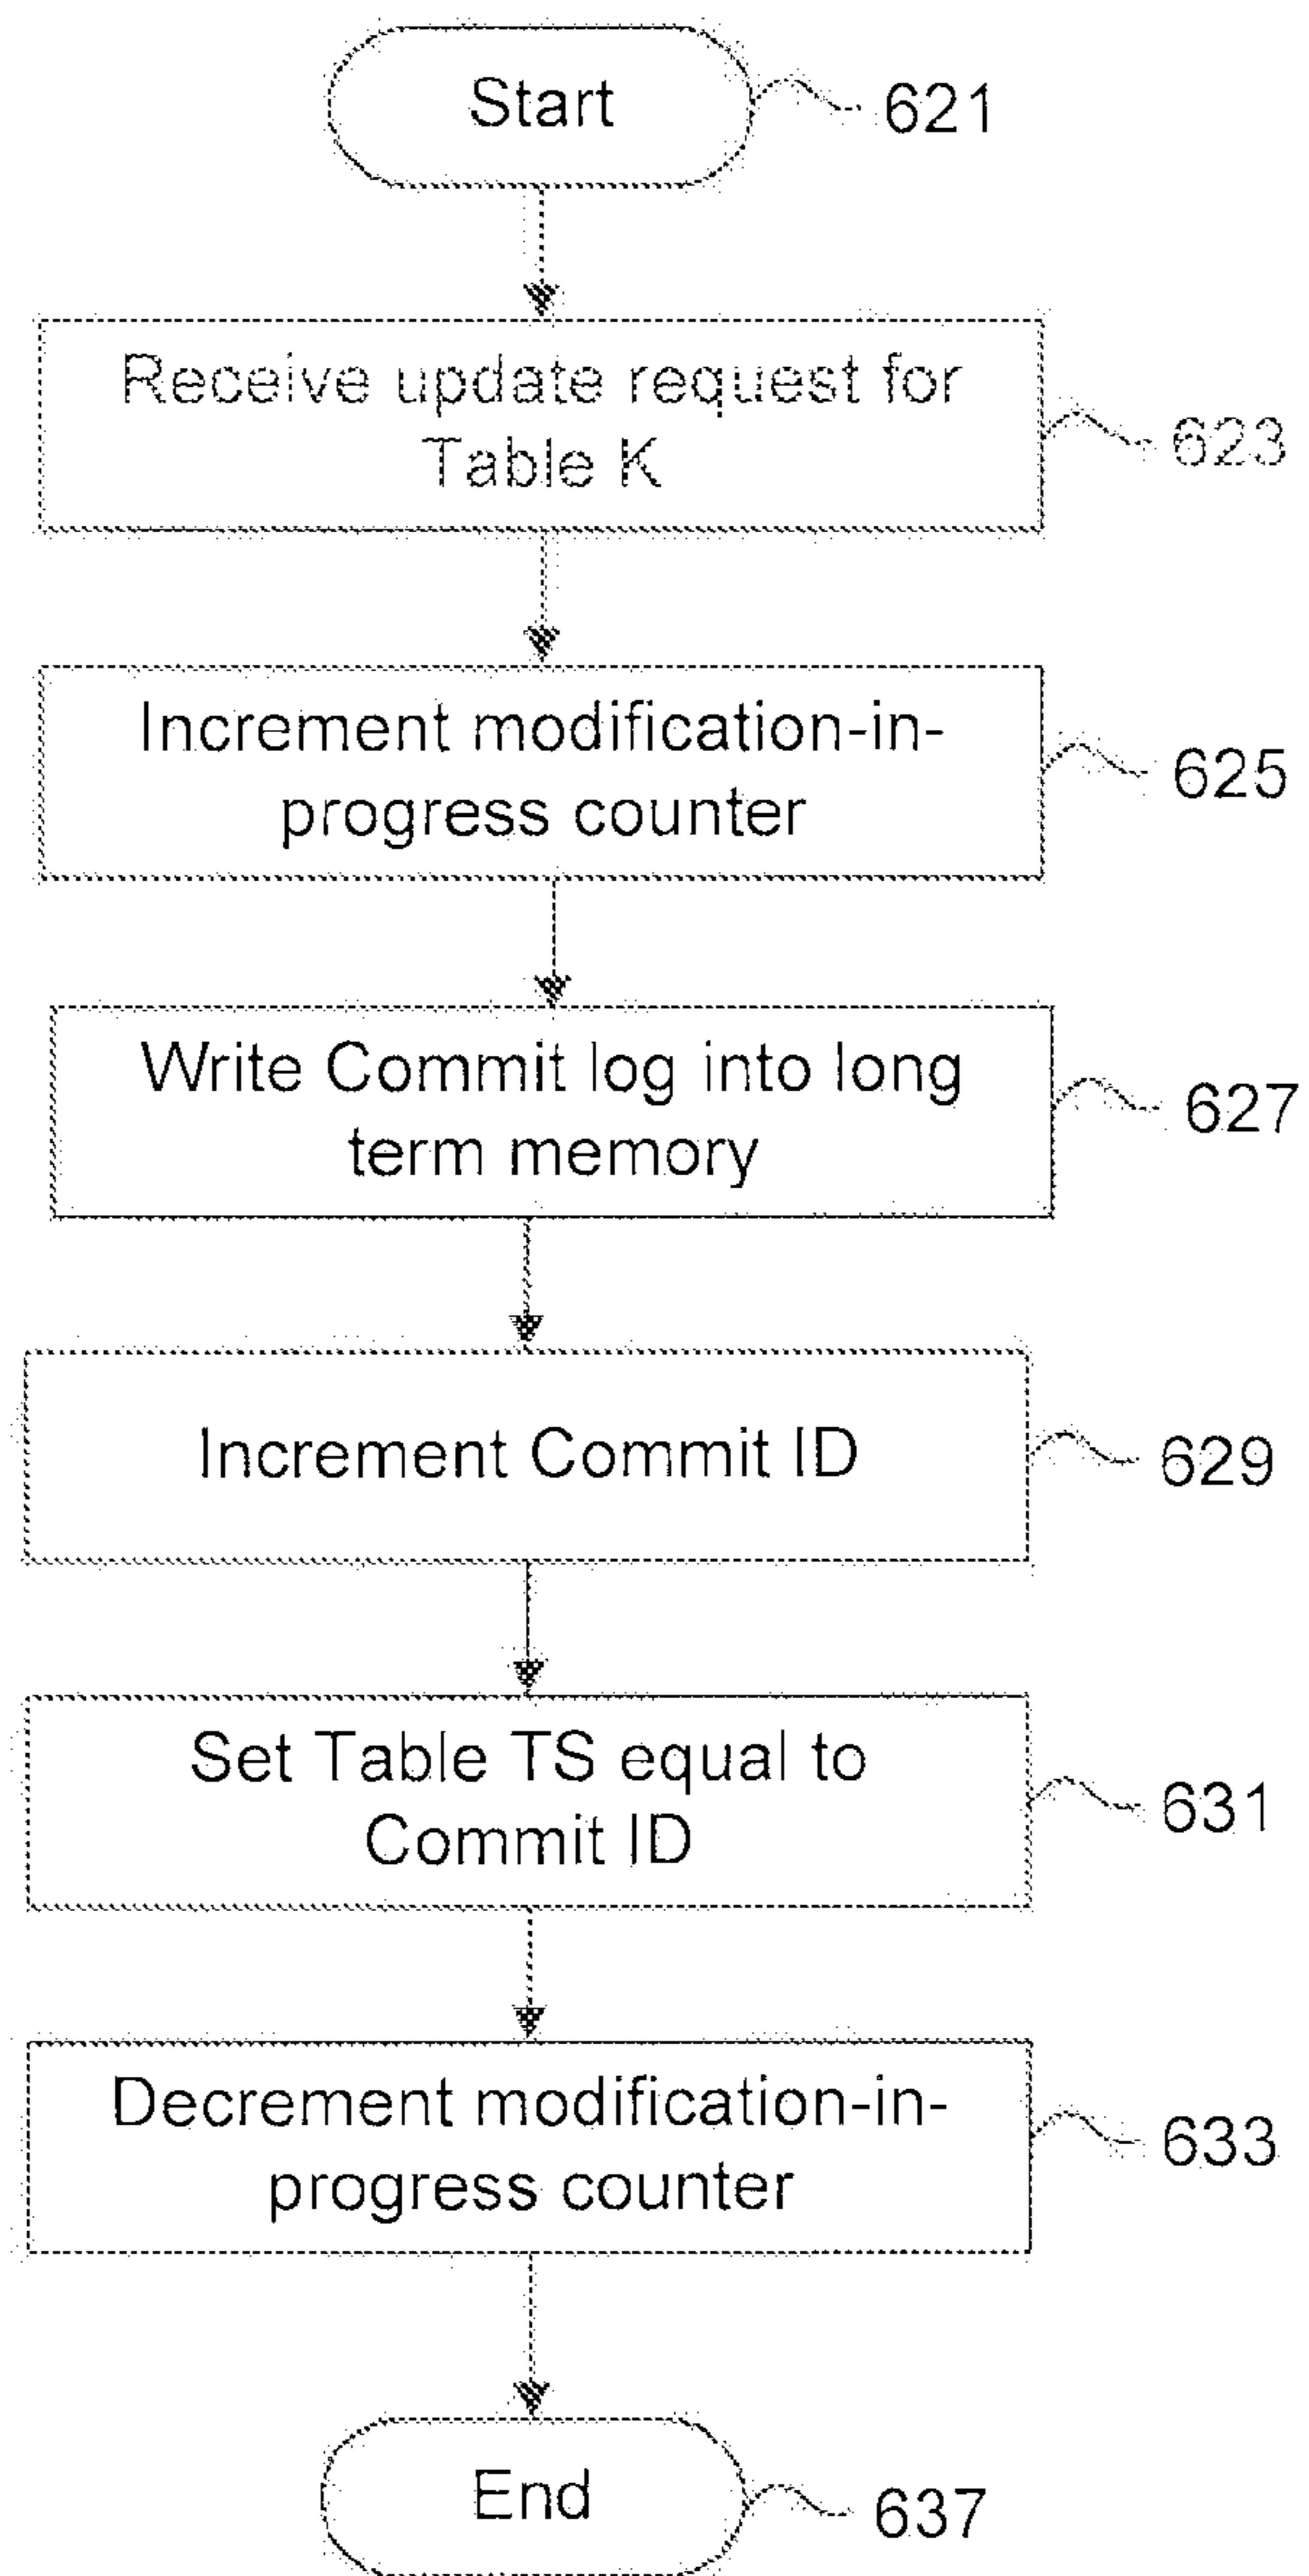 Start
621
Receive update request for
Table K
623
Increment modification-in-
progress counter
625
Write Commit log into long
term memory
627
Increment Commit ID
629
Set Table TS equal to
Commit ID
631
Decrement modification-in-
progress counter
633
End
637